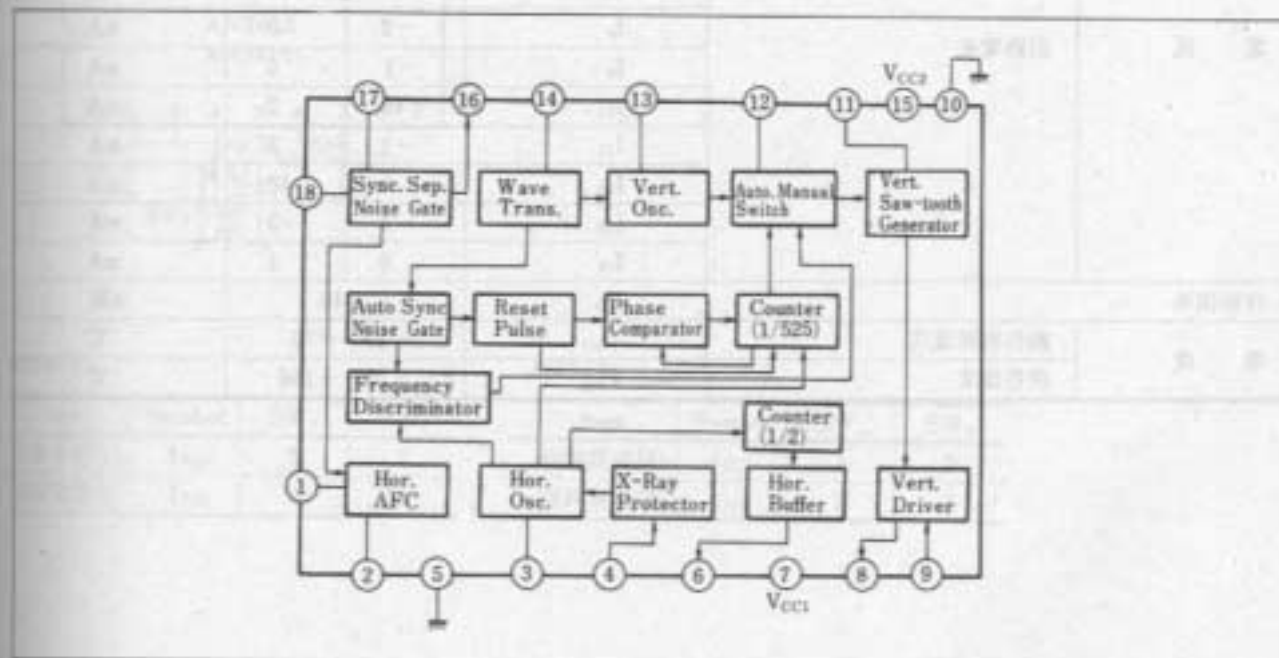 VCC2
17
16
14
13
12
11
15
10
18
Sync. Sep.
Noise Gate
Wave
Trans.
Vert.
Osc.
Auto. Manual
Switch
Vert.
Saw-tooth
Generator
Auto Sync
Noise Gate
Reset
Pulse
Phase
Comparator
Counter
(1/525)
Frequency
Discriminator
Counter
(1/2)
1
Hor.
AFC
Hor.
Osc.
X-Ray
Protector
Hor.
Buffer
Vert.
Driver
2
5
3
4
6
7
8
9
VCC1